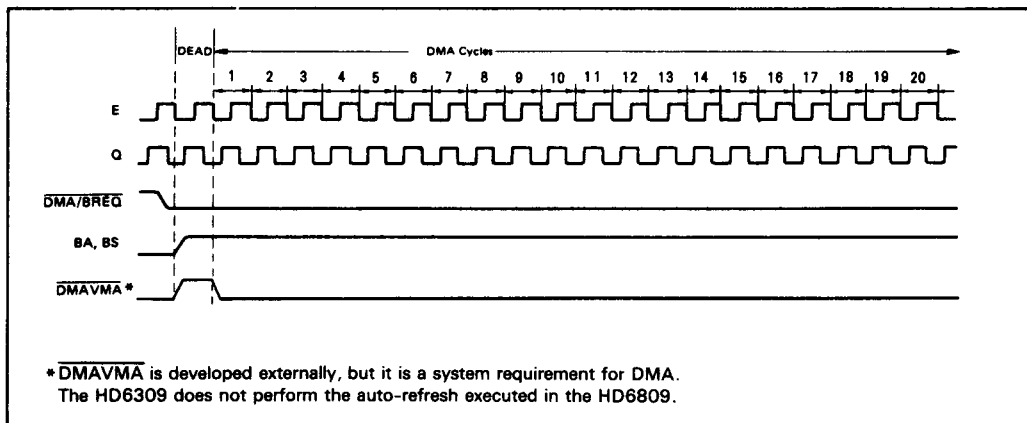 DEAD
DMA Cycles
1 2 3 4 5 6 7 8 9 10 11 12 13 14 15 16 17 18 19 20
E
Q
DMA/BREQ
BA, BS
DMAVMA *
* DMAVMA is developed externally, but it is a system requirement for DMA.
The HD6309 does not perform the auto-refresh executed in the HD6809.